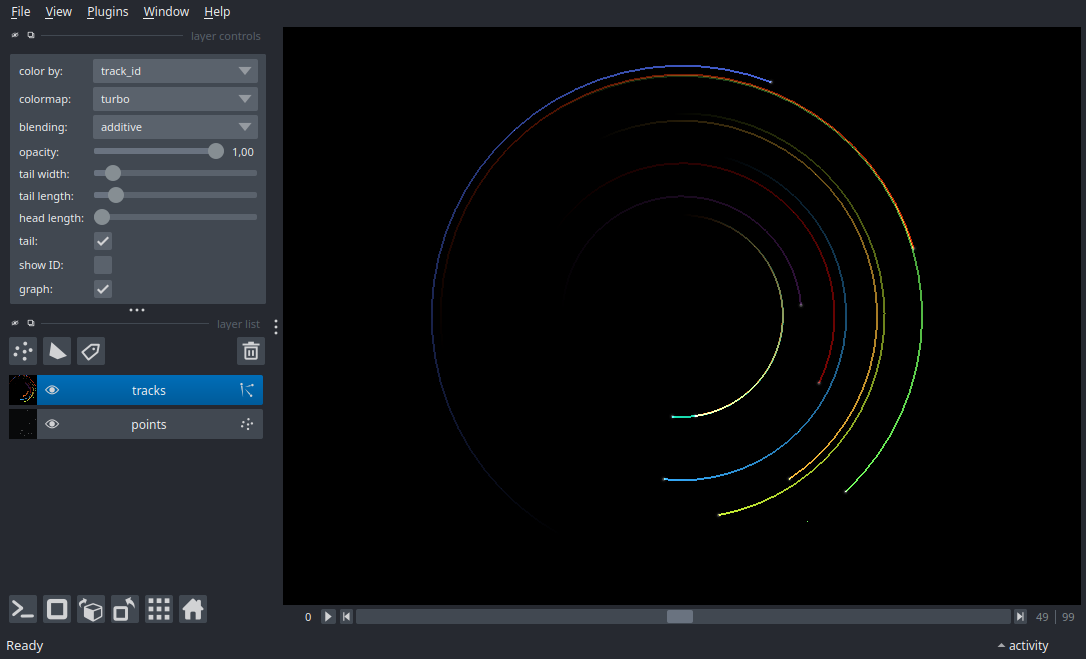 File View Plugins Window Help
layer controls
color by: track_id
colormap: turbo
blending: additive
opacity: 1,00
tail width:
tail length:
head length:
tail:
show ID:
graph:
layer list
tracks
points
0 49 99
Ready activity